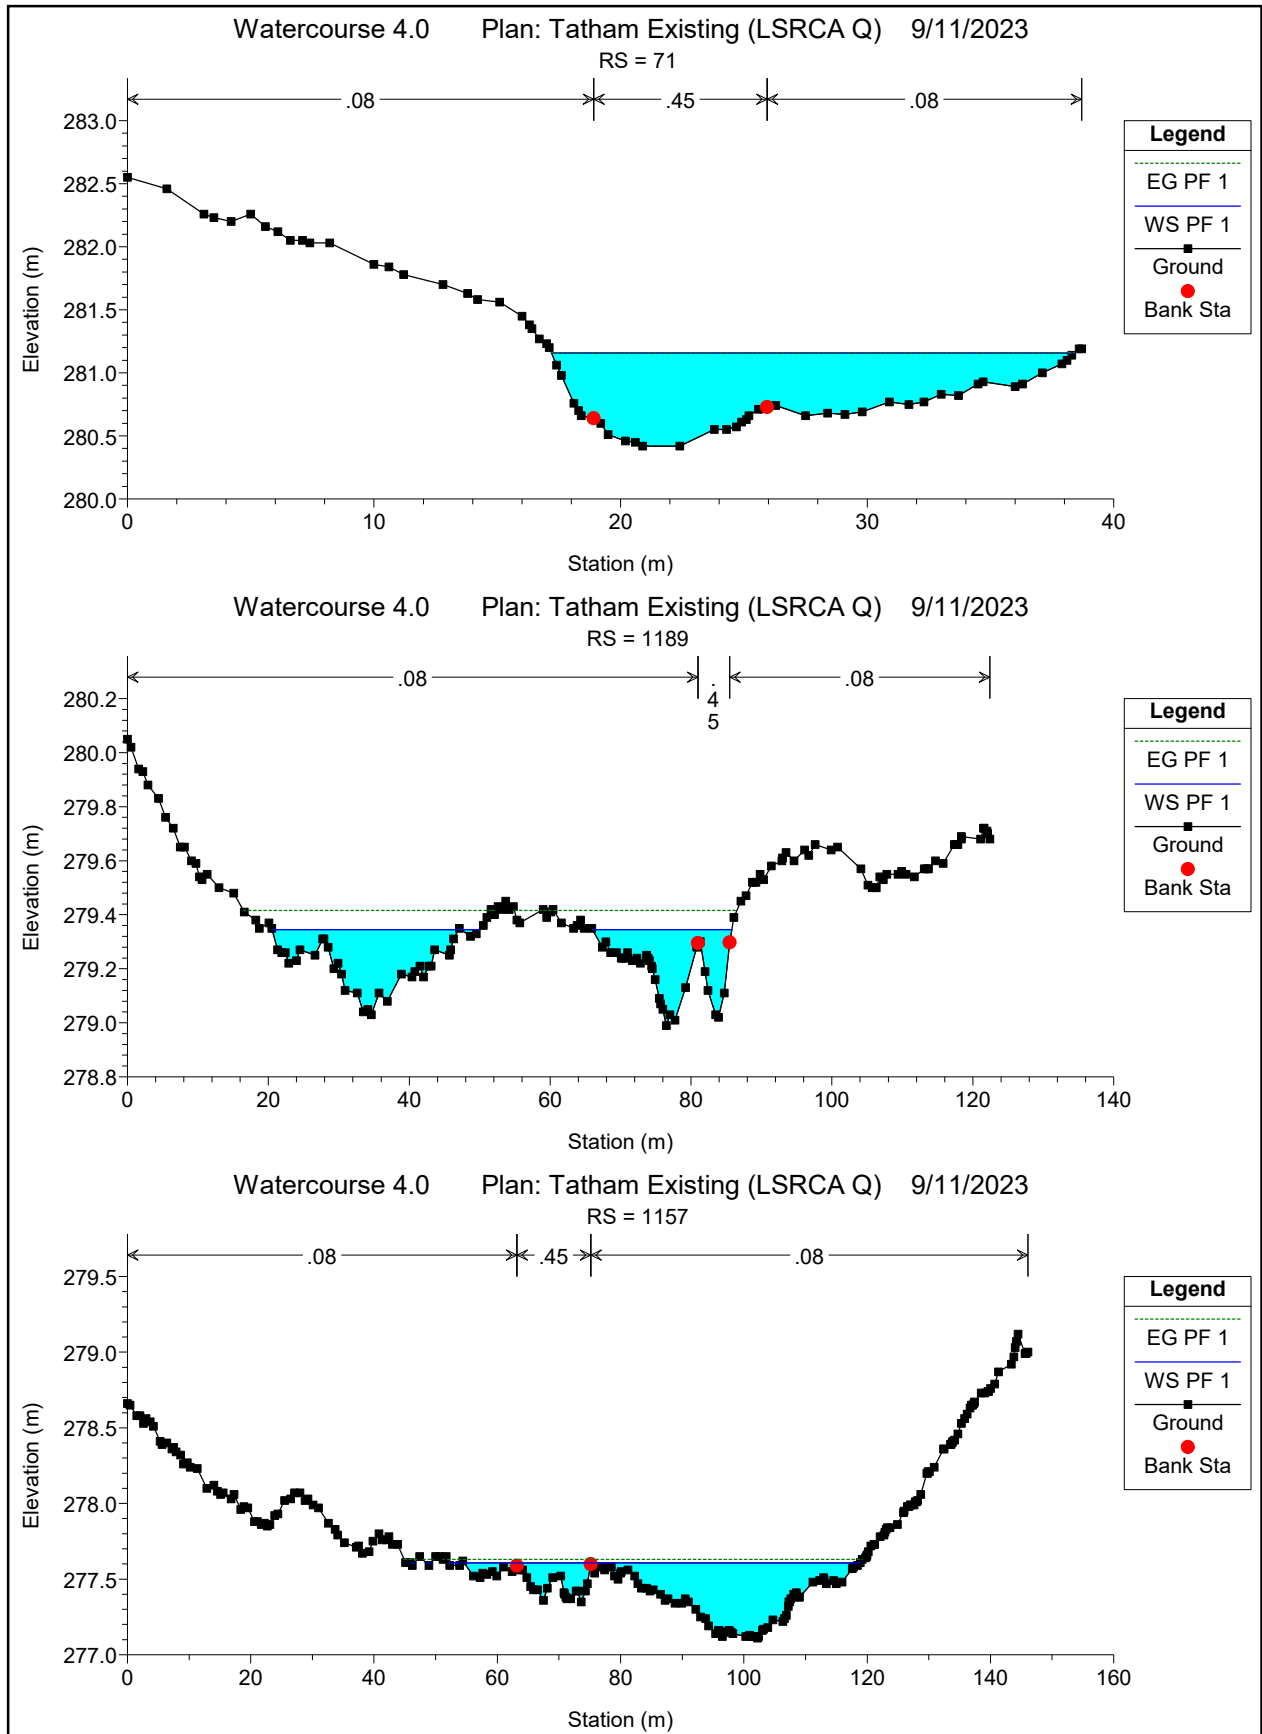 Watercourse 4.0 Plan: Tatham Existing (LSRCA Q) 9/11/2023
RS = 71
.08 .45 .08
283.0
282.5
282.0
281.5
281.0
280.5
280.0
Elevation (m)
0 10 20 30 40
Station (m)
Legend
EG PF 1
WS PF 1
Ground
Bank Sta
Watercourse 4.0 Plan: Tatham Existing (LSRCA Q) 9/11/2023
RS = 1189
.08 .45 .08
280.2
280.0
279.8
279.6
279.4
279.2
279.0
278.8
Elevation (m)
0 20 40 60 80 100 120 140
Station (m)
Legend
EG PF 1
WS PF 1
Ground
Bank Sta
Watercourse 4.0 Plan: Tatham Existing (LSRCA Q) 9/11/2023
RS = 1157
.08 .45 .08
279.5
279.0
278.5
278.0
277.5
277.0
Elevation (m)
0 20 40 60 80 100 120 140 160
Station (m)
Legend
EG PF 1
WS PF 1
Ground
Bank Sta